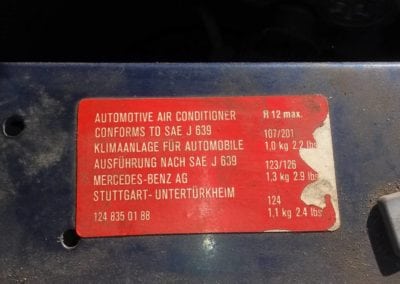 AUTOMOTIVE AIR CONDITIONER
CONFORMS TO SAE J 639
KLIMAANLAGE FÜR AUTOMOBILE
AUSFÜHRUNG NACH SAE J 639
MERCEDES-BENZ AG
STUTTGART- UNTERTÜRKHEIM
124 835 01 88
R 12 max.
107/201
1,0 kg 2.2 lbs
123/126
1,3 kg 2.9 lbs
124
1,1 kg 2.4 lbs